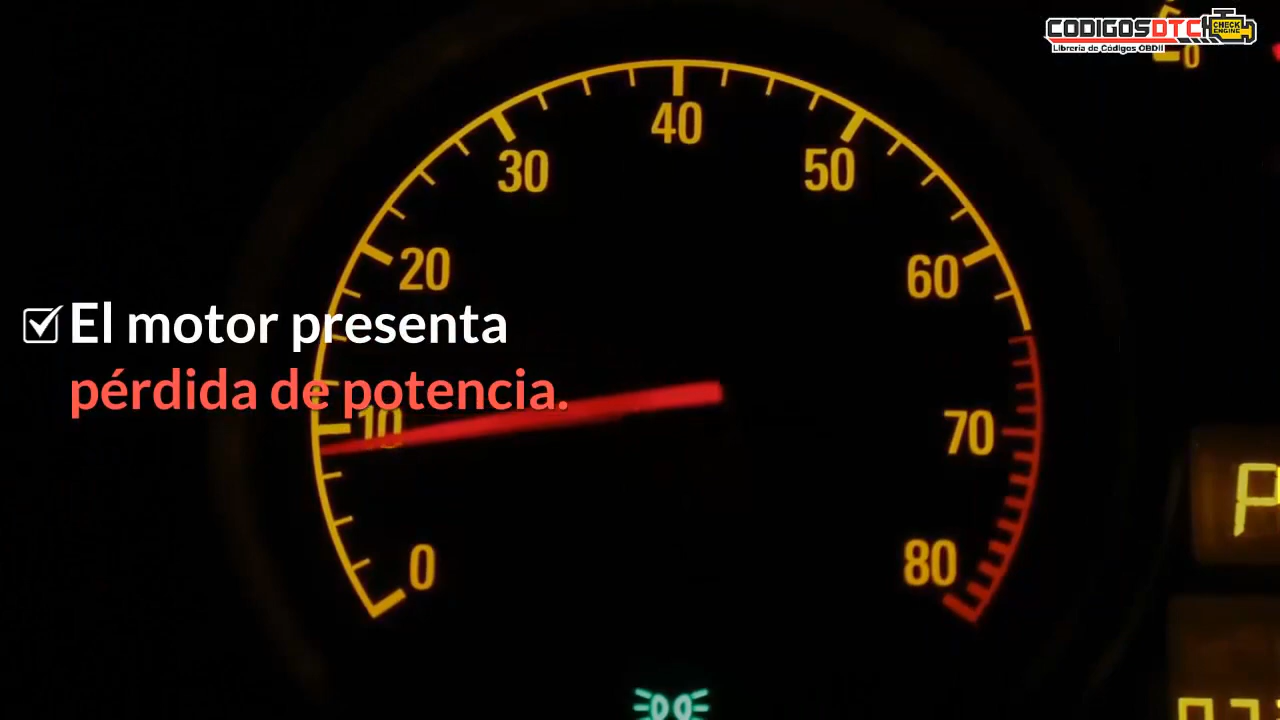 CODIGOSDTC
CHECK
ENGINE
Librería de Códigos OBDII
0
40
30
50
20
60
El motor presenta
pérdida de potencia.
10
70
0
80
P